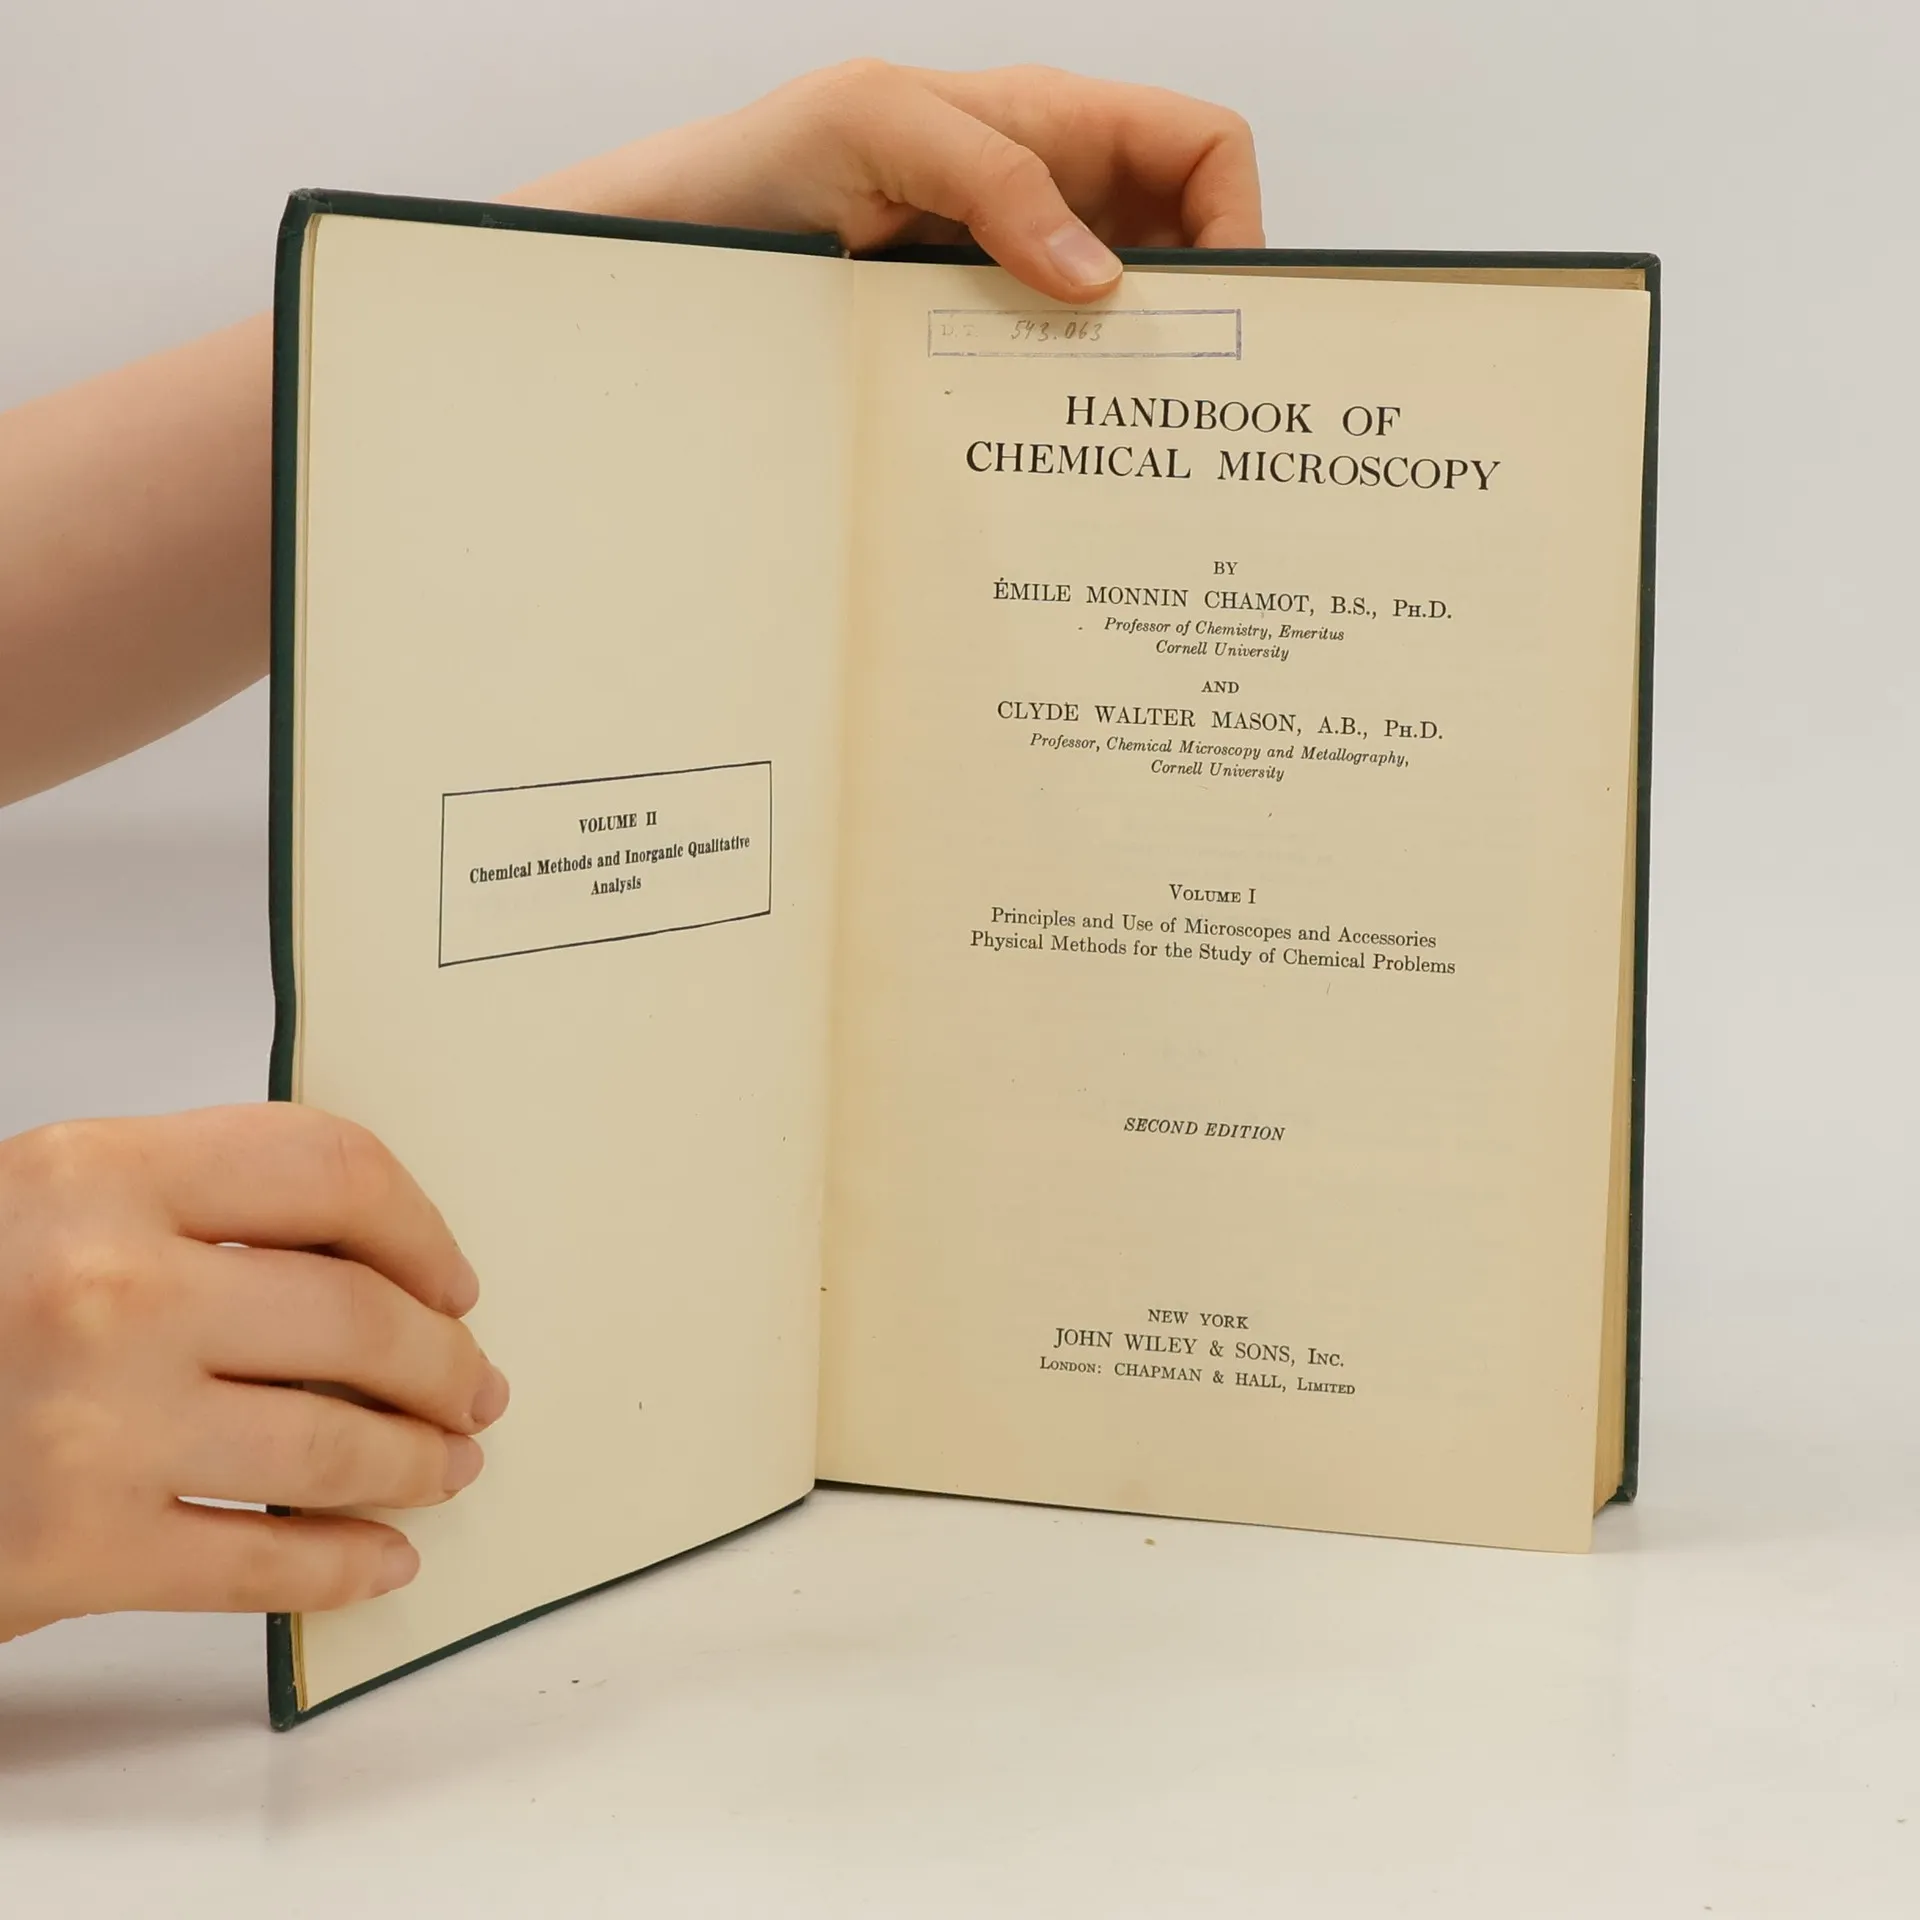 VOLUME II
Chemical Methods and Inorganic Qualitative
Analysis
D. T. 543.063
HANDBOOK OF
CHEMICAL MICROSCOPY
BY
ÉMILE MONNIN CHAMOT, B.S., PH.D.
Professor of Chemistry, Emeritus
Cornell University
AND
CLYDE WALTER MASON, A.B., PH.D.
Professor, Chemical Microscopy and Metallography,
Cornell University
VOLUME I
Principles and Use of Microscopes and Accessories
Physical Methods for the Study of Chemical Problems
SECOND EDITION
NEW YORK
JOHN WILEY & SONS, INC.
LONDON: CHAPMAN & HALL, LIMITED